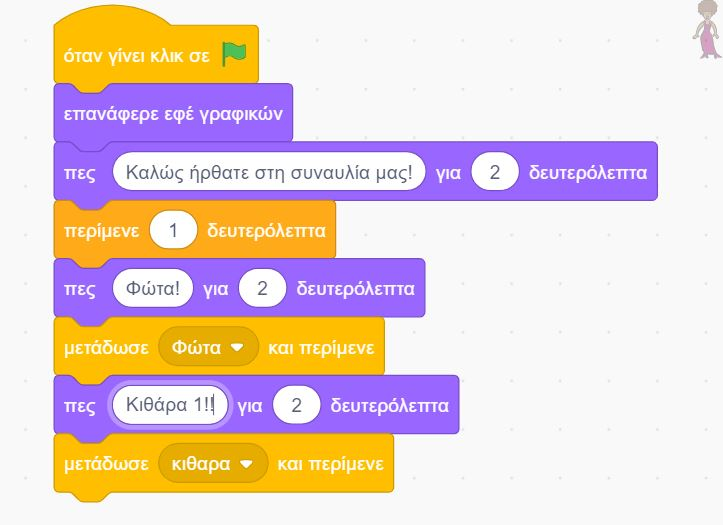 όταν γίνει κλικ σε
επανάφερε εφέ γραφικών
πες Καλώς ήρθατε στη συναυλία μας! για 2 δευτερόλεπτα
περίμενε 1 δευτερόλεπτα
πες Φώτα! για 2 δευτερόλεπτα
μετάδωσε Φώτα και περίμενε
πες Κιθάρα 1!! για 2 δευτερόλεπτα
μετάδωσε κιθαρα και περίμενε